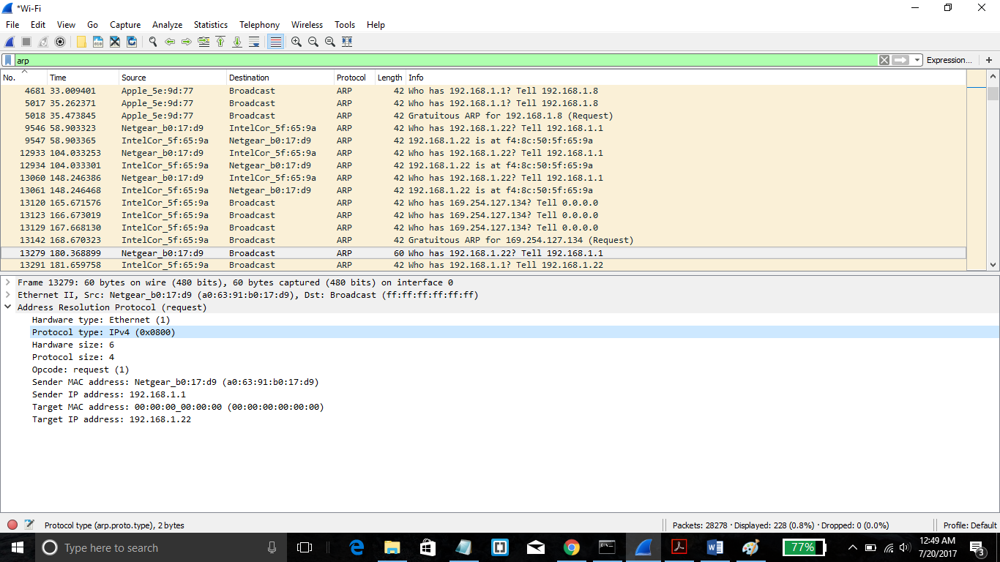 *Wi-Fi
File Edit View Go Capture Analyze Statistics Telephony Wireless Tools Help
arp
Expression... +
No. Time Source Destination Protocol Length Info
4681 33.009401 Apple_5e:9d:77 Broadcast ARP 42 Who has 192.168.1.1? Tell 192.168.1.8
5017 35.262371 Apple_5e:9d:77 Broadcast ARP 42 Who has 192.168.1.1? Tell 192.168.1.8
5018 35.473845 Apple_5e:9d:77 Broadcast ARP 42 Gratuitous ARP for 192.168.1.8 (Request)
9546 58.903323 Netgear_b0:17:d9 IntelCor_5f:65:9a ARP 42 Who has 192.168.1.22? Tell 192.168.1.1
9547 58.903365 IntelCor_5f:65:9a Netgear_b0:17:d9 ARP 42 192.168.1.22 is at f4:8c:50:5f:65:9a
12933 104.033253 Netgear_b0:17:d9 IntelCor_5f:65:9a ARP 42 Who has 192.168.1.22? Tell 192.168.1.1
12934 104.033301 IntelCor_5f:65:9a Netgear_b0:17:d9 ARP 42 192.168.1.22 is at f4:8c:50:5f:65:9a
13060 148.246386 Netgear_b0:17:d9 IntelCor_5f:65:9a ARP 42 Who has 192.168.1.22? Tell 192.168.1.1
13061 148.246468 IntelCor_5f:65:9a Netgear_b0:17:d9 ARP 42 192.168.1.22 is at f4:8c:50:5f:65:9a
13120 165.671576 IntelCor_5f:65:9a Broadcast ARP 42 Who has 169.254.127.134? Tell 0.0.0.0
13123 166.673019 IntelCor_5f:65:9a Broadcast ARP 42 Who has 169.254.127.134? Tell 0.0.0.0
13129 167.668130 IntelCor_5f:65:9a Broadcast ARP 42 Who has 169.254.127.134? Tell 0.0.0.0
13142 168.670323 IntelCor_5f:65:9a Broadcast ARP 42 Gratuitous ARP for 169.254.127.134 (Request)
13279 180.368899 Netgear_b0:17:d9 Broadcast ARP 60 Who has 192.168.1.22? Tell 192.168.1.1
13291 181.659758 IntelCor_5f:65:9a Broadcast ARP 42 Who has 192.168.1.1? Tell 192.168.1.22
Frame 13279: 60 bytes on wire (480 bits), 60 bytes captured (480 bits) on interface 0
Ethernet II, Src: Netgear_b0:17:d9 (a0:63:91:b0:17:d9), Dst: Broadcast (ff:ff:ff:ff:ff:ff)
Address Resolution Protocol (request)
Hardware type: Ethernet (1)
Protocol type: IPv4 (0x0800)
Hardware size: 6
Protocol size: 4
Opcode: request (1)
Sender MAC address: Netgear_b0:17:d9 (a0:63:91:b0:17:d9)
Sender IP address: 192.168.1.1
Target MAC address: 00:00:00_00:00:00 (00:00:00:00:00:00)
Target IP address: 192.168.1.22
Protocol type (arp.proto.type), 2 bytes
Packets: 28278 · Displayed: 228 (0.8%) · Dropped: 0 (0.0%)
Profile: Default
Type here to search
77%
12:49 AM
7/20/2017
3